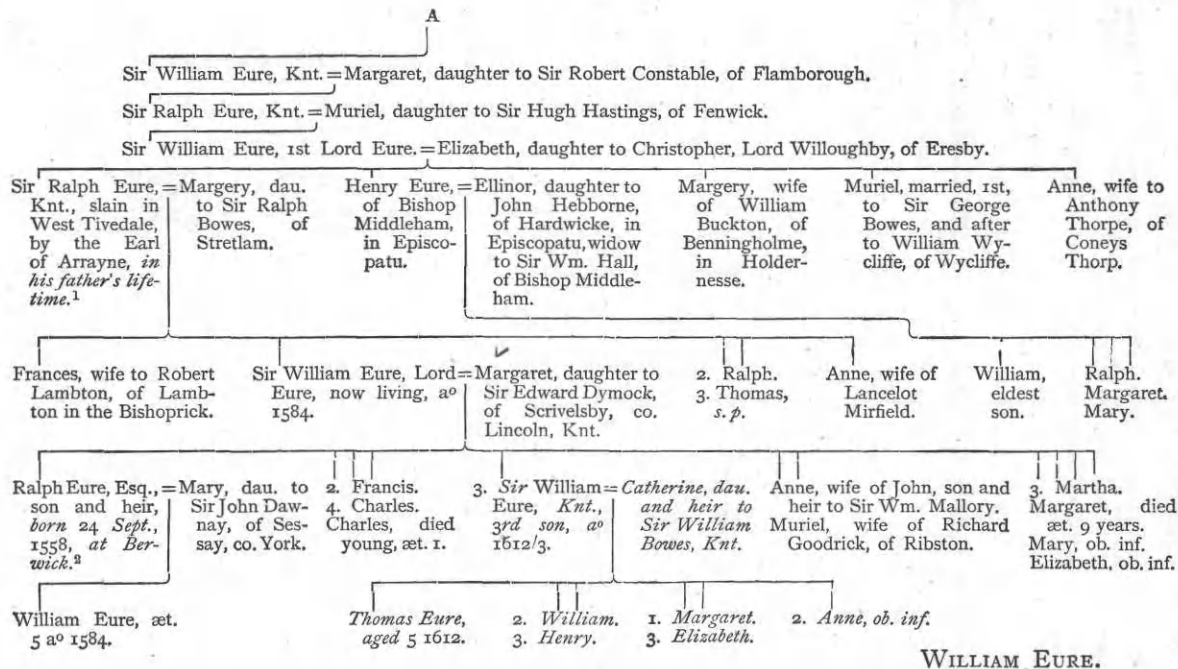 A
Sir William Eure, Knt. = Margaret, daughter to Sir Robert Constable, of Flamborough.
Sir Ralph Eure, Knt. = Muriel, daughter to Sir Hugh Hastings, of Fenwick.
Sir William Eure, 1st Lord Eure. = Elizabeth, daughter to Christopher, Lord Willoughby, of Eresby.
Sir Ralph Eure, =
Knt., slain in
West Tivedale,
by the Earl
of Arrayne, in
his father's life-
time.¹
Margery, dau.
to Sir Ralph
Bowes, of
Stretlam.
Henry Eure, =
of Bishop
Middleham,
in Episco-
patu.
Ellinor, daughter to
John Hebborne,
of Hardwicke, in
Episcopatu, widow
to Sir Wm. Hall,
of Bishop Middle-
ham.
Margery, wife
of William
Buckton, of
Benningholme,
in Holder-
nesse.
Muriel, married, 1st,
to Sir George
Bowes, and after
to William Wy-
cliffe, of Wycliffe.
Anne, wife to
Anthony
Thorpe, of
Coneys
Thorp.
Frances, wife to Robert
Lambton, of Lamb-
ton in the Bishoprick.
Sir William Eure, Lord =
Eure, now living, aº
1584.
Margaret, daughter to
Sir Edward Dymock,
of Scrivelsby, co.
Lincoln, Knt.
2. Ralph.
3. Thomas,
s. p.
Anne, wife of
Lancelot
Mirfield.
William,
eldest
son.
Ralph.
Margaret.
Mary.
Ralph Eure, Esq., =
son and heir,
born 24 Sept.,
1558, at Ber-
wick.²
Mary, dau. to
Sir John Daw-
nay, of Ses-
say, co. York.
2. Francis.
4. Charles.
Charles, died
young, æt. 1.
3. Sir William =
Eure, Knt.,
3rd son, aº
1612/3.
Catherine, dau.
and heir to
Sir William
Bowes, Knt.
Anne, wife of John, son and
heir to Sir Wm. Mallory.
Muriel, wife of Richard
Goodrick, of Ribston.
3. Martha.
Margaret, died
æt. 9 years.
Mary, ob. inf.
Elizabeth, ob. inf.
William Eure, æt.
5 aº 1584.
Thomas Eure,
aged 5 1612.
2. William.
3. Henry.
1. Margaret.
3. Elizabeth.
2. Anne, ob. inf.
WILLIAM EURE.